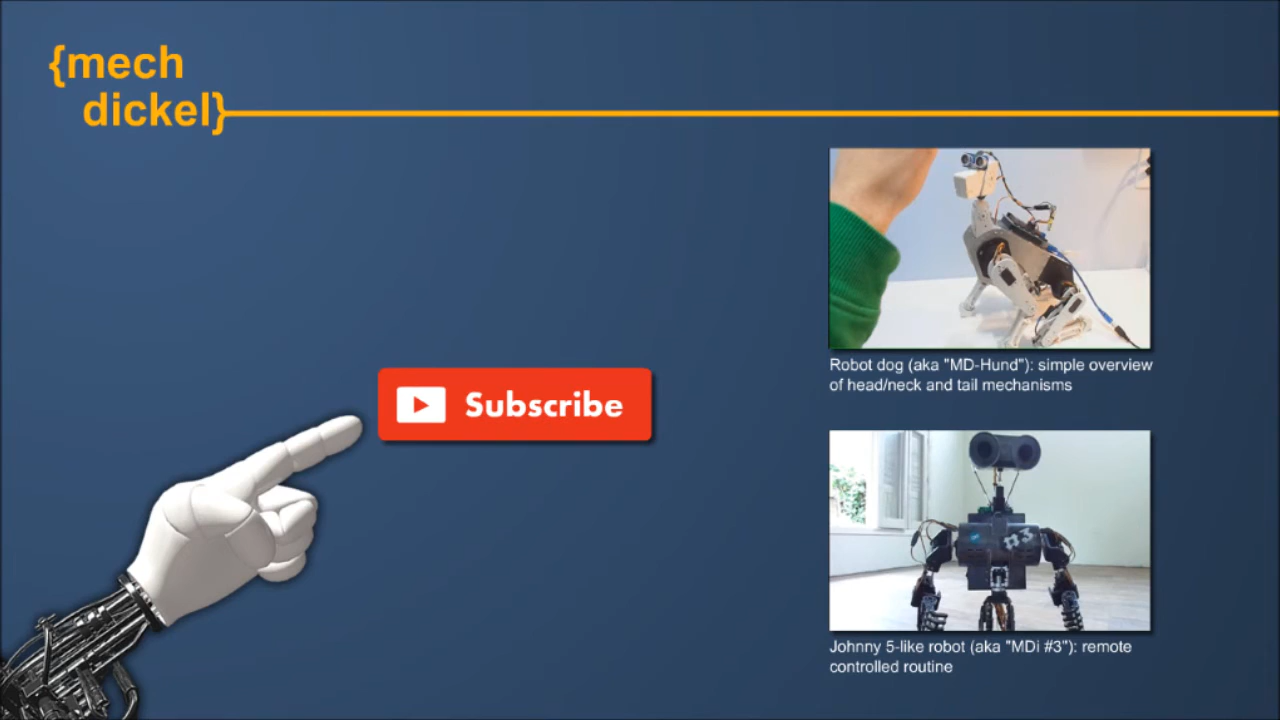 {mech
dickel}
Robot dog (aka "MD-Hund"): simple overview
of head/neck and tail mechanisms
Subscribe
#3
Johnny 5-like robot (aka "MDi #3"): remote
controlled routine